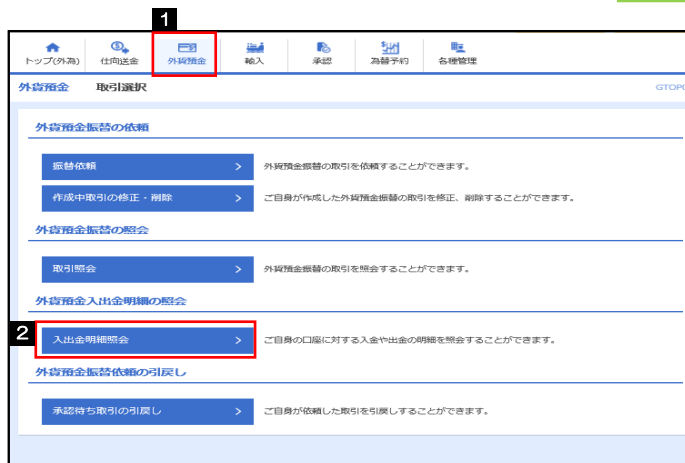 1
トップ(外為) 仕向送金 外貨預金 輸入 承認 為替予約 各種管理
外貨預金 取引選択 GTOP
外貨預金振替の依頼
振替依頼 > 外貨預金振替の取引を依頼することができます。
作成中取引の修正・削除 > ご自身が作成した外貨預金振替の取引を修正、削除することができます。
外貨預金振替の照会
取引照会 > 外貨預金振替の取引を照会することができます。
外貨預金入出金明細の照会
2 入出金明細照会 > ご自身の口座に対する入金や出金の明細を照会することができます。
外貨預金振替依頼の引戻し
承認待ち取引の引戻し > ご自身が依頼した取引を引戻しすることができます。